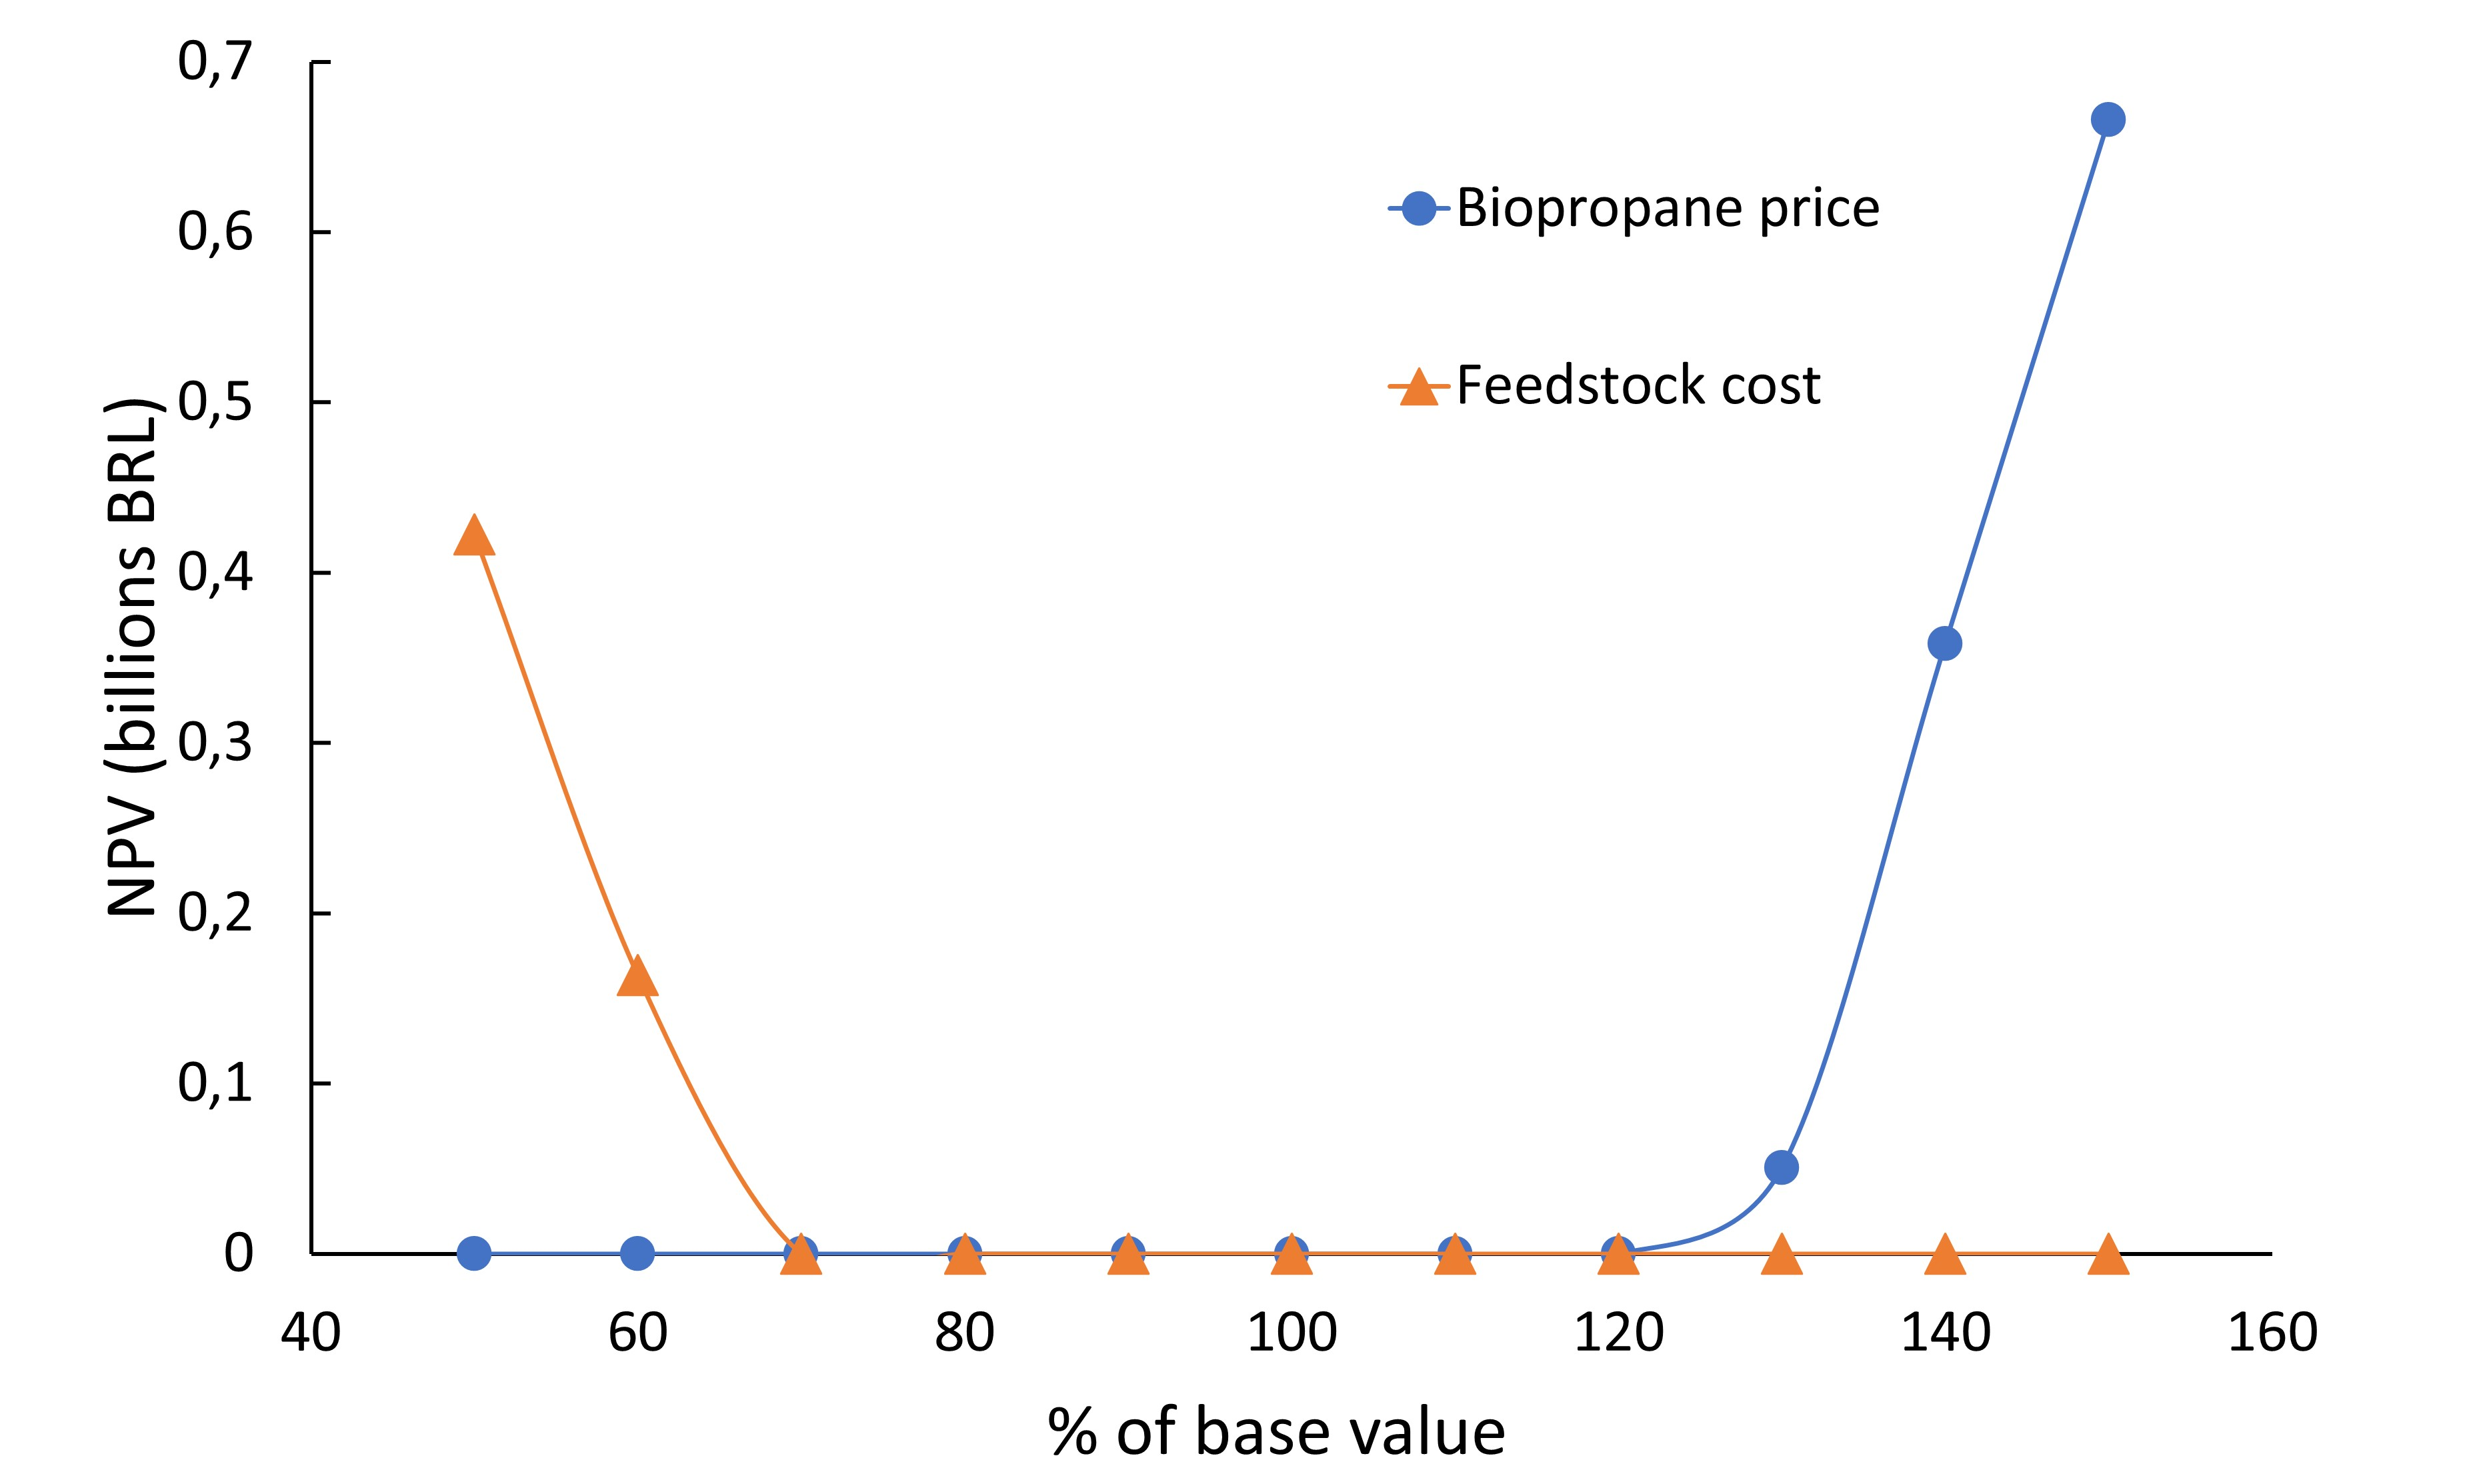 0,7
0,6
0,5
0,4
0,3
0,2
0,1
0
NPV (billions BRL)
Biopropane price
Feedstock cost
40 60 80 100 120 140 160
% of base value